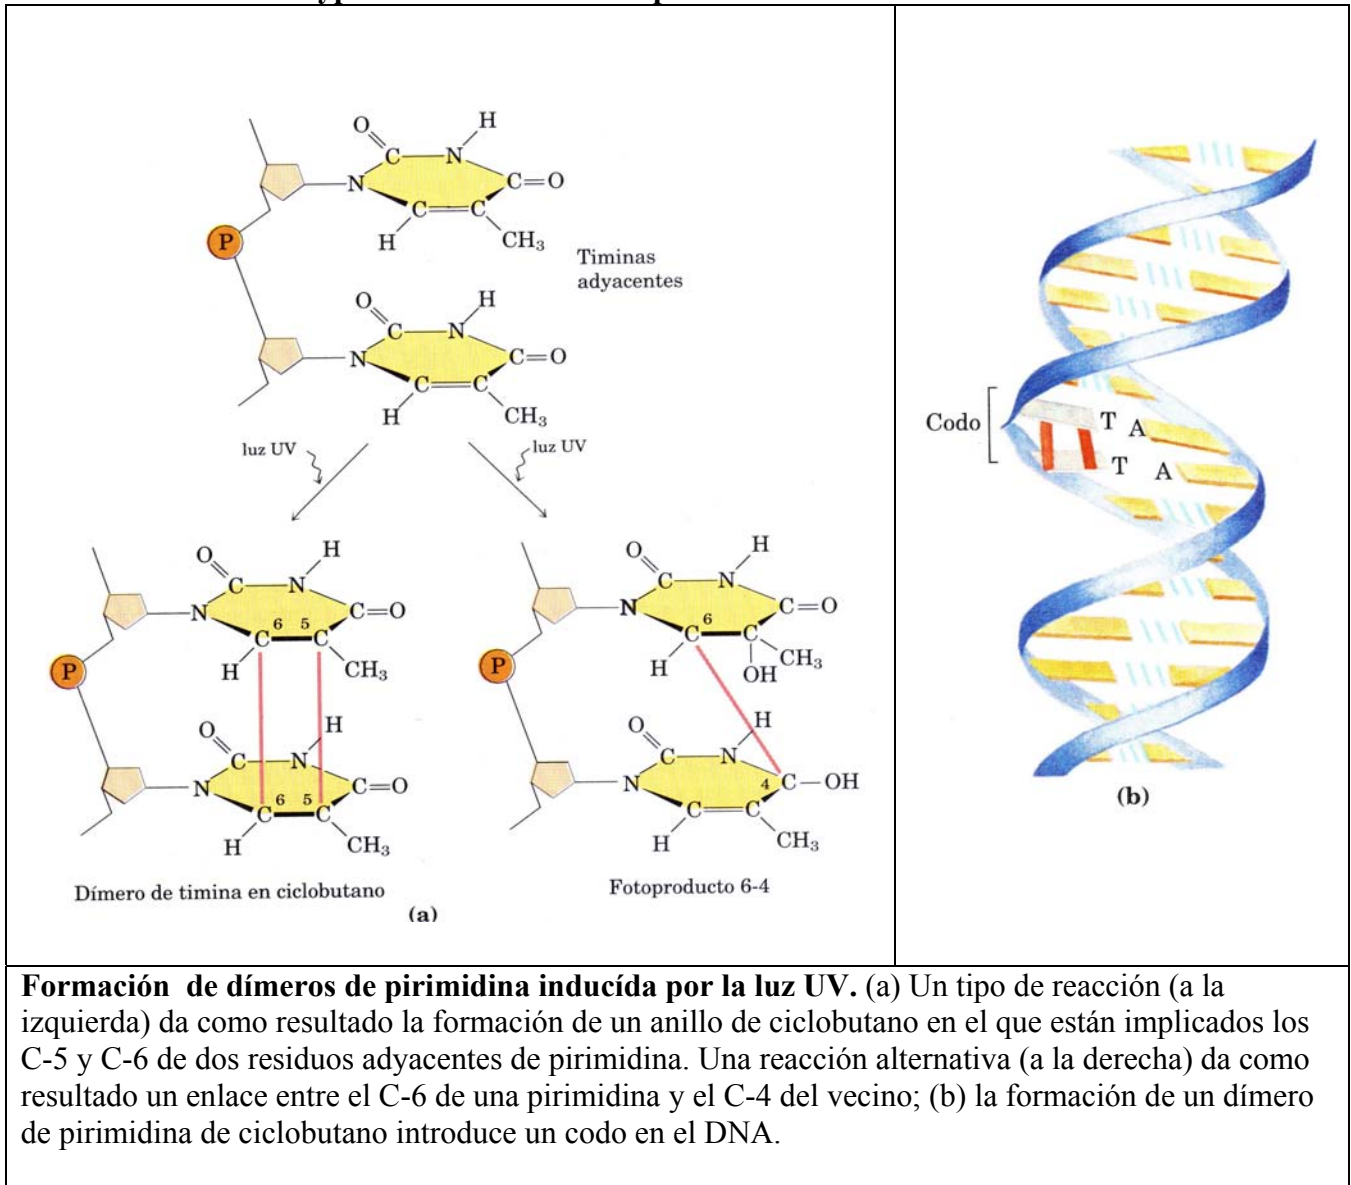 O
H
C
N
N
C=O
C
C
H
CH₃
P
Timinas
adyacentes
O
H
C
N
N
C=O
C
C
H
CH₃
luz UV
luz UV
O
H
C
N
N
C=O
6 5
C
C
H
CH₃
P
O
H
C
N
N
C=O
6 5
C
C
H
CH₃
Dímero de timina en ciclobutano
O
H
C
N
N
C=O
6
C
C
H
CH₃
OH
P
O
H
C
N
N
4
C—OH
C
C
H
CH₃
Fotoproducto 6-4
(a)
Codo
T A
T A
(b)
Formación de dímeros de pirimidina inducída por la luz UV. (a) Un tipo de reacción (a la
izquierda) da como resultado la formación de un anillo de ciclobutano en el que están implicados los
C-5 y C-6 de dos residuos adyacentes de pirimidina. Una reacción alternativa (a la derecha) da como
resultado un enlace entre el C-6 de una pirimidina y el C-4 del vecino; (b) la formación de un dímero
de pirimidina de ciclobutano introduce un codo en el DNA.